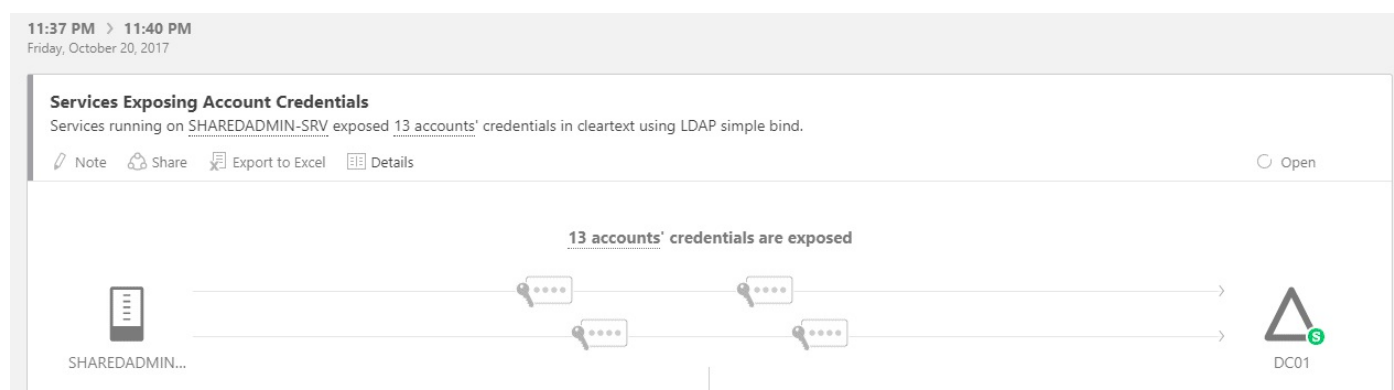 11:37 PM > 11:40 PM
Friday, October 20, 2017
Services Exposing Account Credentials
Services running on SHAREDADMIN-SRV exposed 13 accounts' credentials in cleartext using LDAP simple bind.
Note Share Export to Excel Details Open
13 accounts' credentials are exposed
SHAREDADMIN...
S
DC01